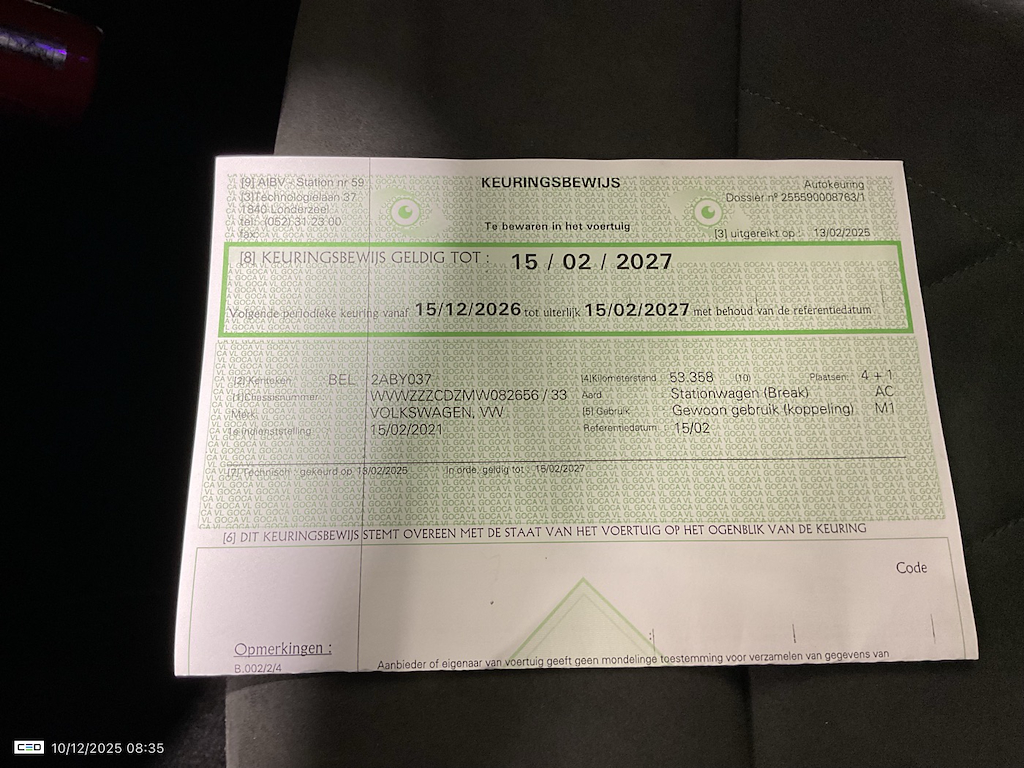 [9] AIBV - Station nr 59
KEURINGSBEWIJS
Autokeuring
[3]Technologielaan 37
Dossier nº 255590008763/1
1840 Londerzeel
tel.: (052) 31.23.00
Te bewaren in het voertuig
fax:
[3] uitgereikt op : 13/02/2025
[8] KEURINGSBEWIJS GELDIG TOT : 15 / 02 / 2027
Volgende periodieke keuring vanaf 15/12/2026 tot uiterlijk 15/02/2027 met behoud van de referentiedatum
[2] Kenteken : BEL 2ABY037
[4]Kilometerstand : 53.358 (10) Plaatsen: 4 + 1
[1]Chassisnummer: WVWZZZCDZMW082656 / 33
Aard : Stationwagen (Break) AC
Merk : VOLKSWAGEN, VW
[5] Gebruik : Gewoon gebruik (koppeling) M1
1e indienststelling : 15/02/2021
Referentiedatum : 15/02
[7] Technisch : gekeurd op 13/02/2025 In orde, geldig tot : 15/02/2027
[6] DIT KEURINGSBEWIJS STEMT OVEREEN MET DE STAAT VAN HET VOERTUIG OP HET OGENBLIK VAN DE KEURING
Code
Opmerkingen :
B.002/2/4
Aanbieder of eigenaar van voertuig geeft geen mondelinge toestemming voor verzamelen van gegevens van
CEO 10/12/2025 08:35